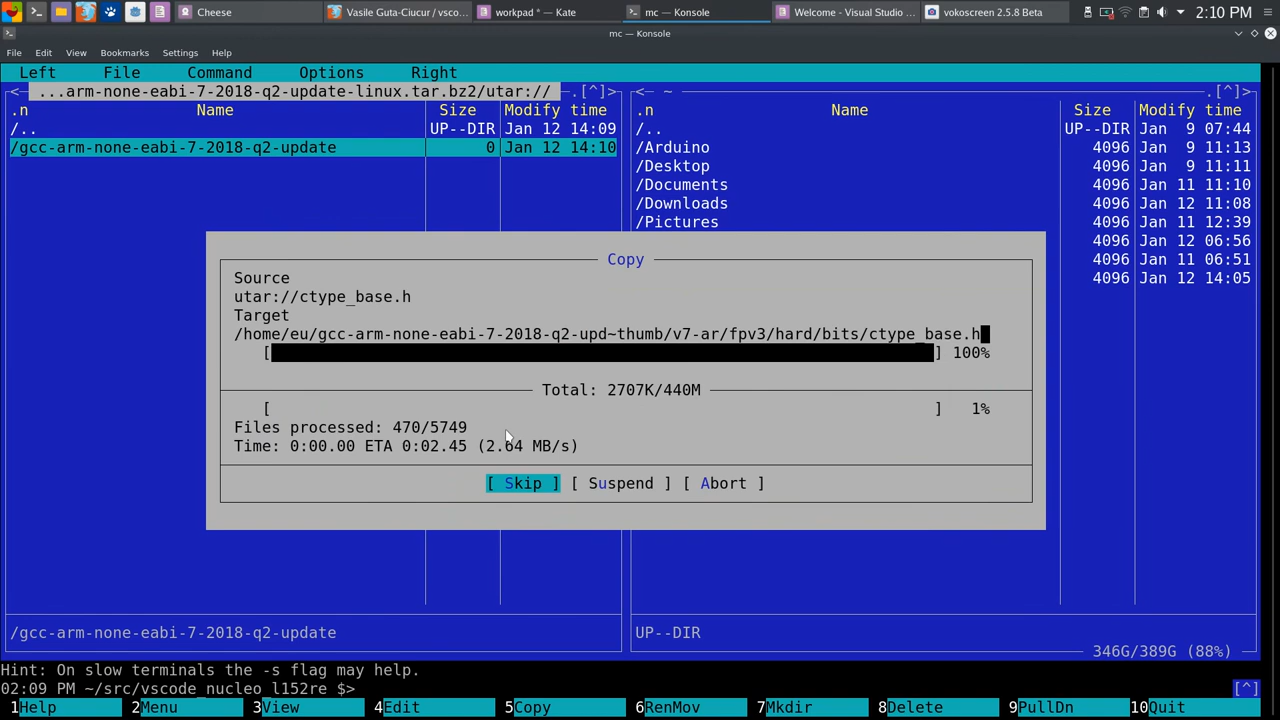 Cheese Vasile Guta-Ciucur / vsco... workpad * — Kate mc — Konsole Welcome - Visual Studio ... vokoscreen 2.5.8 Beta 2:10 PM
mc — Konsole
File Edit View Bookmarks Settings Help
Left File Command Options Right
<─ ...arm-none-eabi-7-2018-q2-update-linux.tar.bz2/utar:// .[^]> <─ ~ .[^]>
.n Name Size Modify time .n Name Size Modify time
/.. UP--DIR Jan 12 14:09 /.. UP--DIR Jan 9 07:44
/gcc-arm-none-eabi-7-2018-q2-update 0 Jan 12 14:10 /Arduino 4096 Jan 9 11:13
/Desktop 4096 Jan 9 11:11
/Documents 4096 Jan 11 11:10
/Downloads 4096 Jan 12 11:08
/Pictures 4096 Jan 11 12:39
4096 Jan 12 06:56
4096 Jan 11 06:51
4096 Jan 12 14:05
Copy
Source
utar://ctype_base.h
Target
/home/eu/gcc-arm-none-eabi-7-2018-q2-upd~thumb/v7-ar/fpv3/hard/bits/ctype_base.h
[ ] 100%
Total: 2707K/440M
[ ] 1%
Files processed: 470/5749
Time: 0:00.00 ETA 0:02.45 (2.64 MB/s)
[ Skip ] [ Suspend ] [ Abort ]
/gcc-arm-none-eabi-7-2018-q2-update UP--DIR
346G/389G (88%)
Hint: On slow terminals the -s flag may help.
02:09 PM ~/src/vscode_nucleo_l152re $> [^]
1Help 2Menu 3View 4Edit 5Copy 6RenMov 7Mkdir 8Delete 9PullDn 10Quit